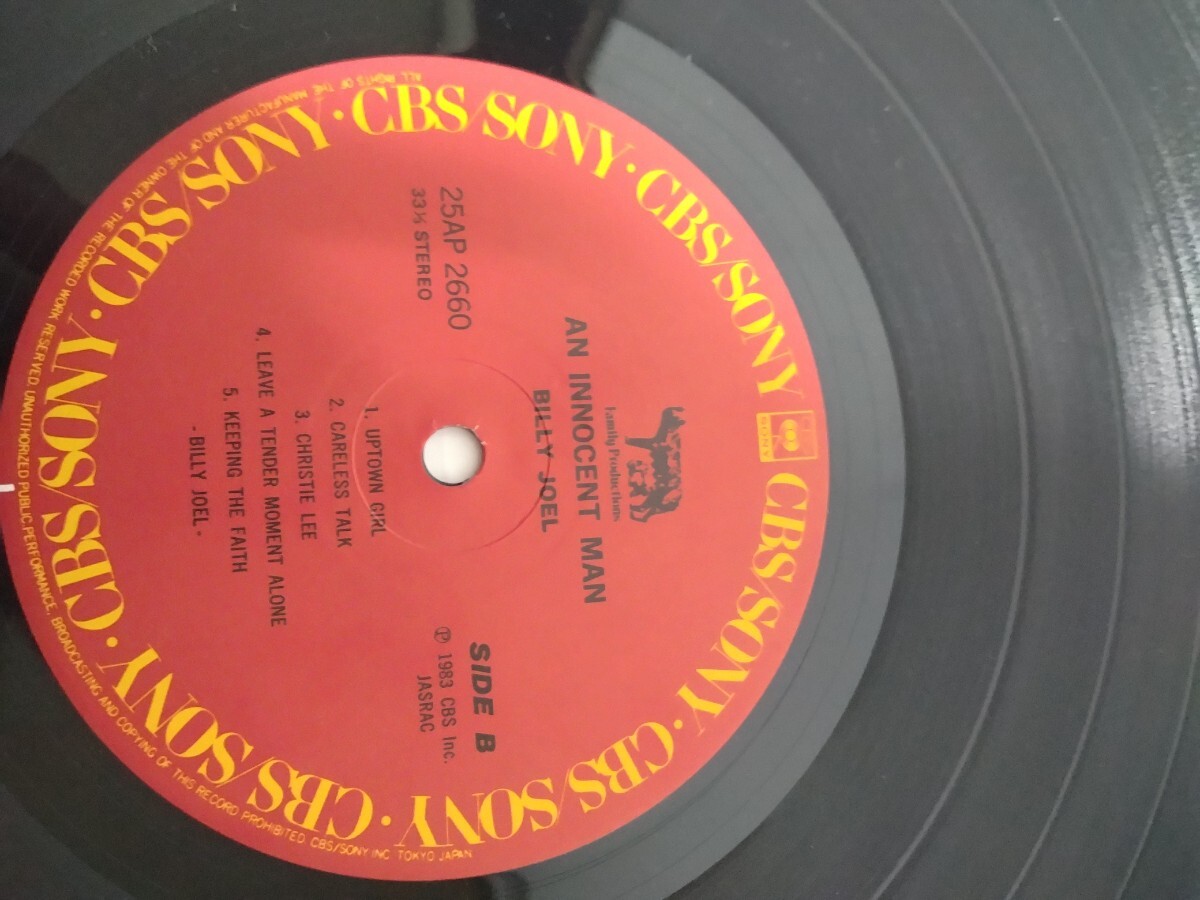 CBS/SONY · CBS/SONY · CBS/SONY · CBS/SONY · CBS/SONY · CBS/SONY · CBS/SONY · CBS/SONY
SONY
Family Productions
AN INNOCENT MAN
BILLY JOEL
25AP 2660
33⅓ STEREO
SIDE B
Ⓟ 1983 CBS Inc.
JASRAC
1. UPTOWN GIRL
2. CARELESS TALK
3. CHRISTIE LEE
4. LEAVE A TENDER MOMENT ALONE
5. KEEPING THE FAITH
- BILLY JOEL -
ALL RIGHTS OF THE MANUFACTURER AND OF THE OWNER OF THE RECORDED WORK RESERVED. UNAUTHORIZED PUBLIC PERFORMANCE, BROADCASTING AND COPYING OF THIS RECORD PROHIBITED. CBS/SONY INC. TOKYO JAPAN